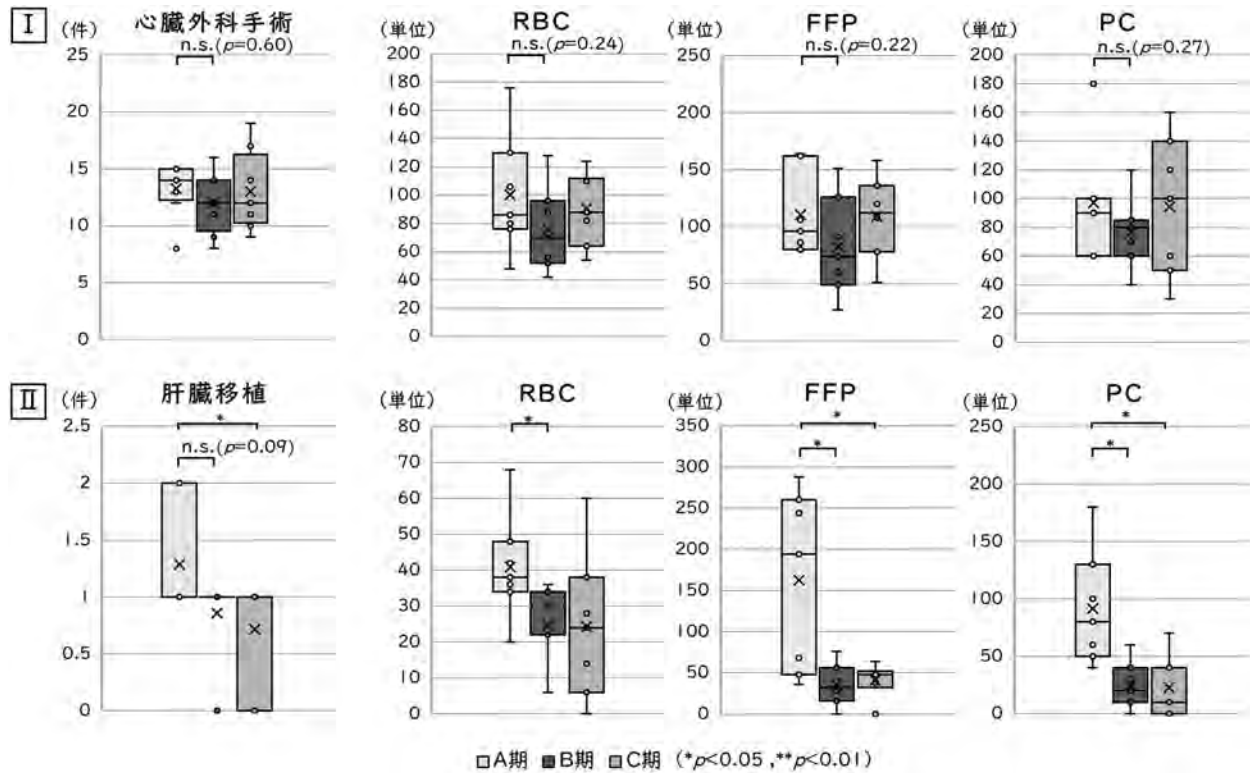 I
心臓外科手術
(件)
n.s.(p=0.60)
25
20
15
10
5
0
RBC
(単位)
n.s.(p=0.24)
200
180
160
140
120
100
80
60
40
20
0
FFP
(単位)
n.s.(p=0.22)
250
200
150
100
50
0
PC
(単位)
n.s.(p=0.27)
200
180
160
140
120
100
80
60
40
20
0
II
肝臓移植
(件)
*
n.s.(p=0.09)
2.5
2
1.5
1
0.5
0
RBC
(単位)
*
80
70
60
50
40
30
20
10
0
FFP
(単位)
*
*
350
300
250
200
150
100
50
0
PC
(単位)
*
*
250
200
150
100
50
0
□A期 ■B期 □C期 (*p<0.05 ,**p<0.01)